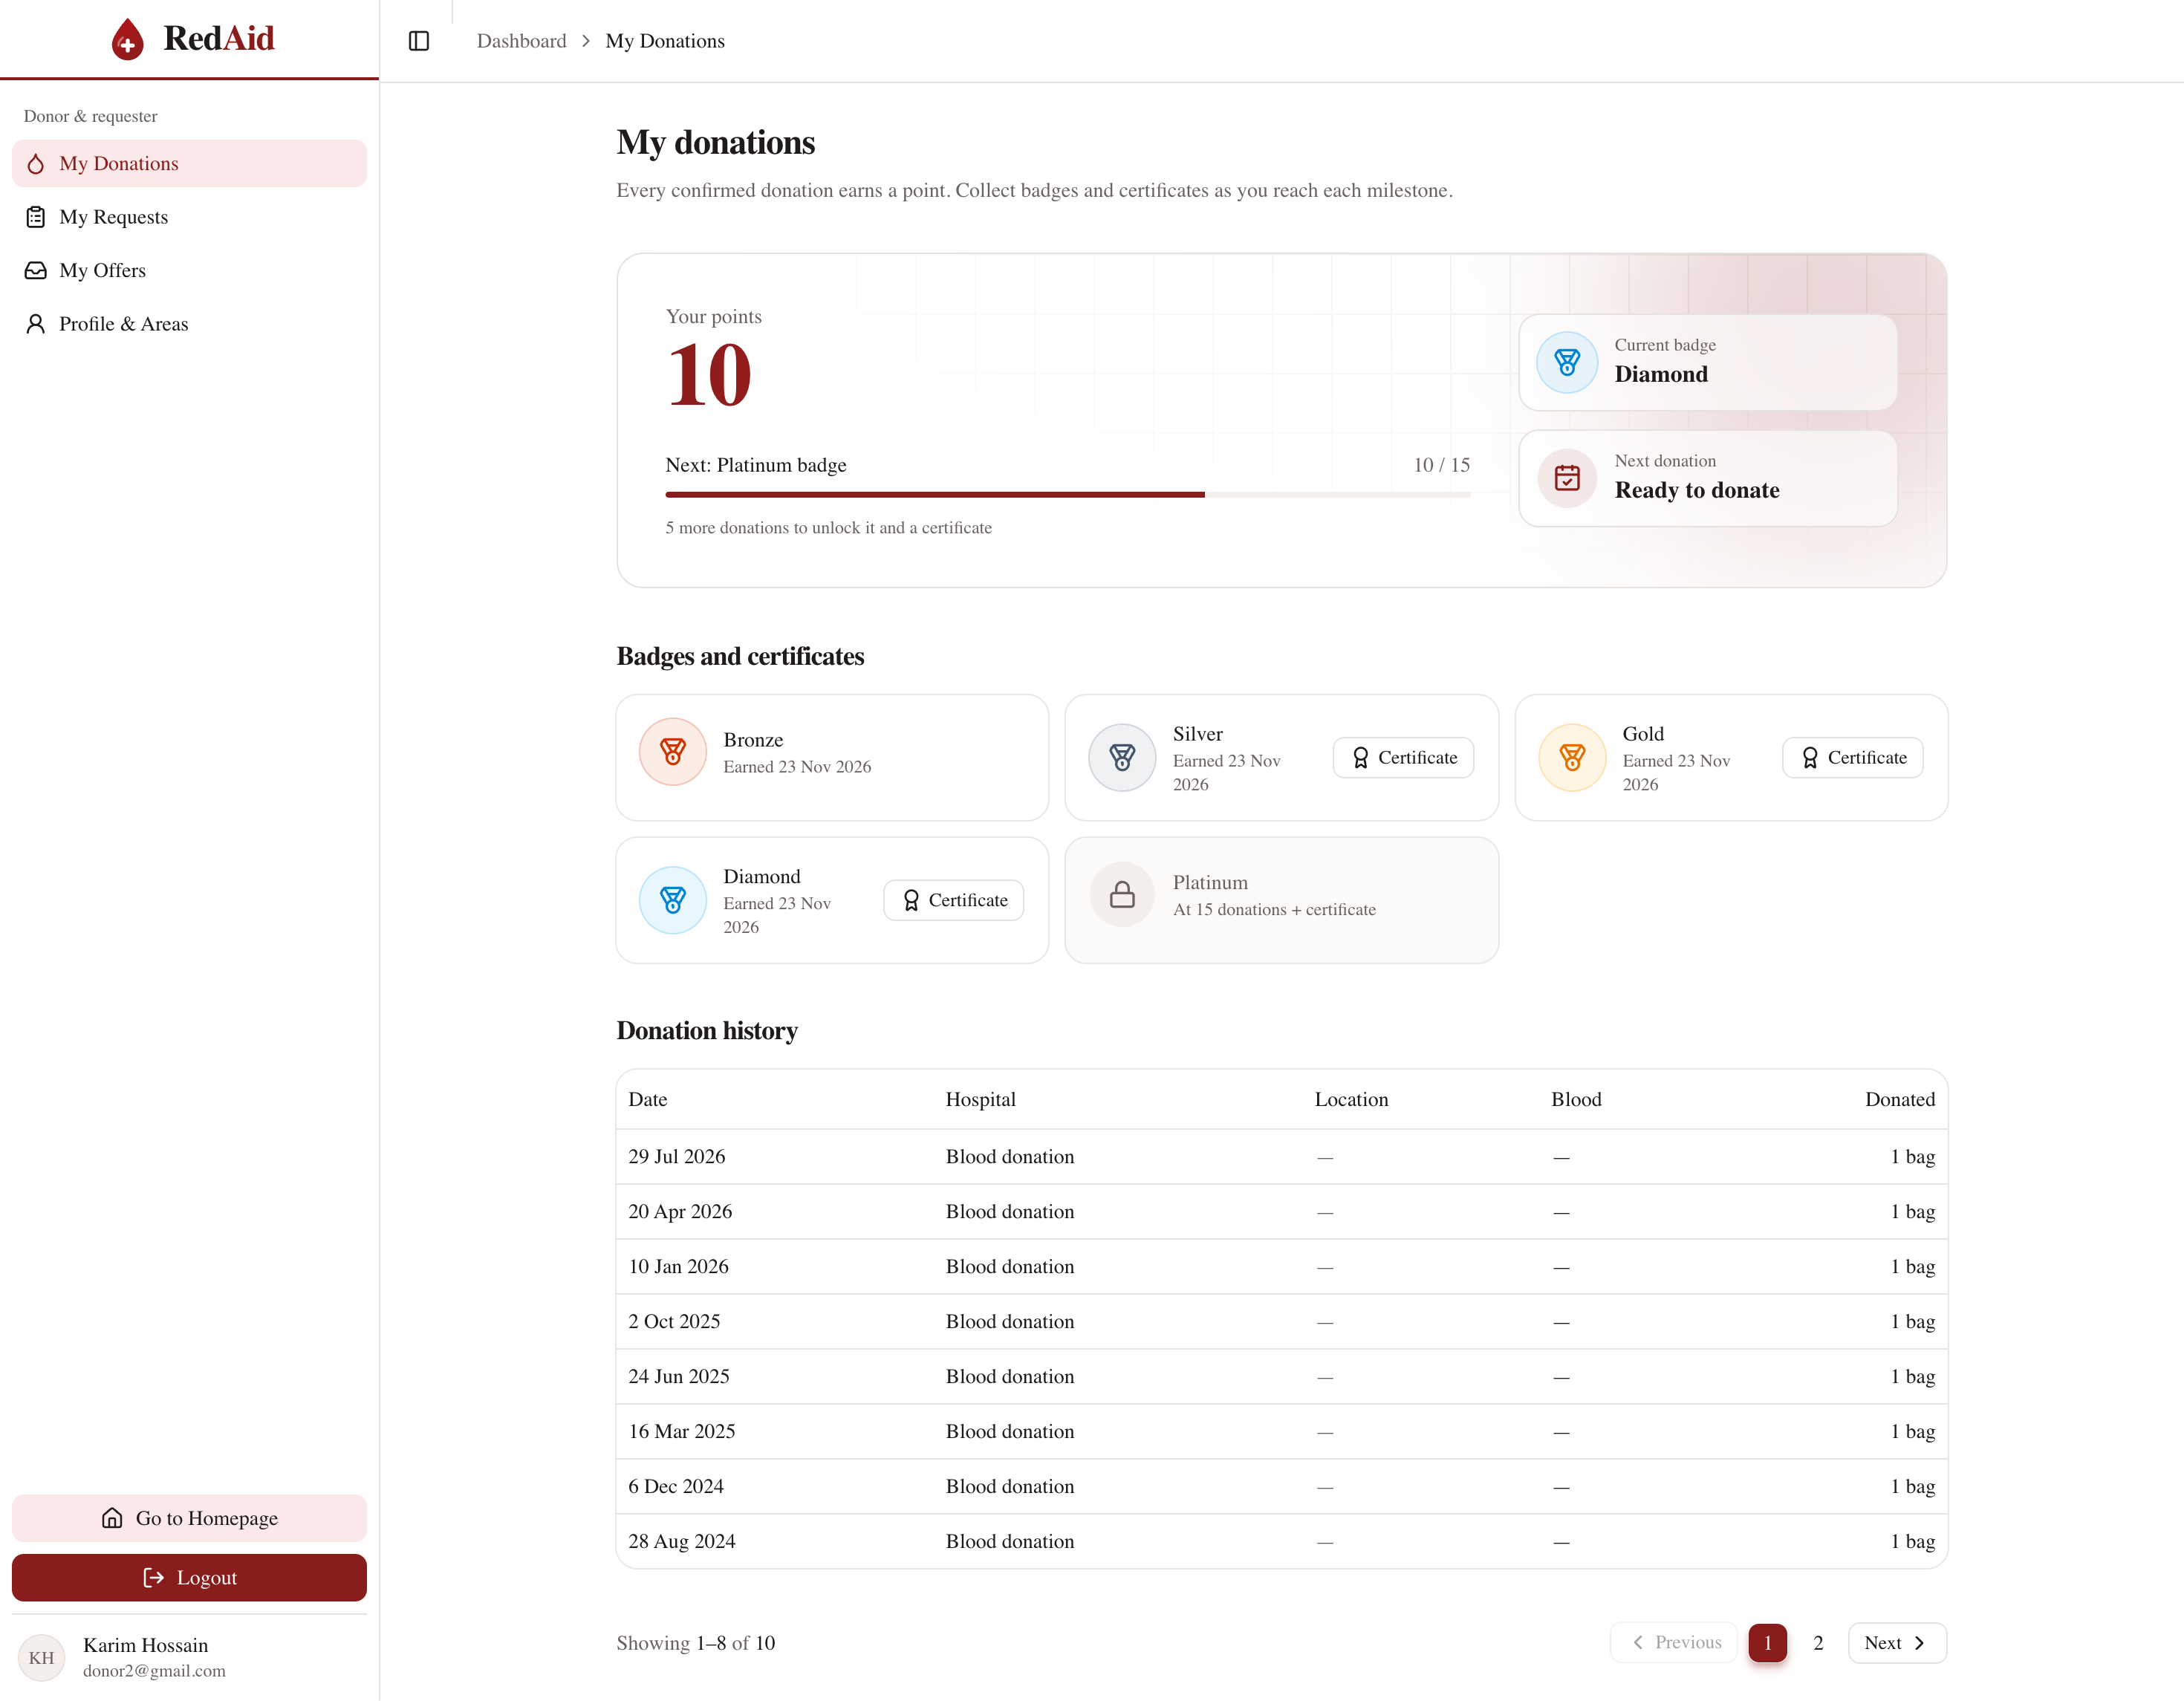 RedAid
Donor & requester
My Donations
My Requests
My Offers
Profile & Areas
Go to Homepage
Logout
KH
Karim Hossain
donor2@gmail.com
Dashboard > My Donations
My donations
Every confirmed donation earns a point. Collect badges and certificates as you reach each milestone.
Your points
10
Next: Platinum badge 10 / 15
5 more donations to unlock it and a certificate
Current badge
Diamond
Next donation
Ready to donate
Badges and certificates
Bronze
Earned 23 Nov 2026
Silver
Earned 23 Nov
2026
Certificate
Gold
Earned 23 Nov
2026
Certificate
Diamond
Earned 23 Nov
2026
Certificate
Platinum
At 15 donations + certificate
Donation history
Date Hospital Location Blood Donated
29 Jul 2026 Blood donation — — 1 bag
20 Apr 2026 Blood donation — — 1 bag
10 Jan 2026 Blood donation — — 1 bag
2 Oct 2025 Blood donation — — 1 bag
24 Jun 2025 Blood donation — — 1 bag
16 Mar 2025 Blood donation — — 1 bag
6 Dec 2024 Blood donation — — 1 bag
28 Aug 2024 Blood donation — — 1 bag
Showing 1–8 of 10
Previous 1 2 Next